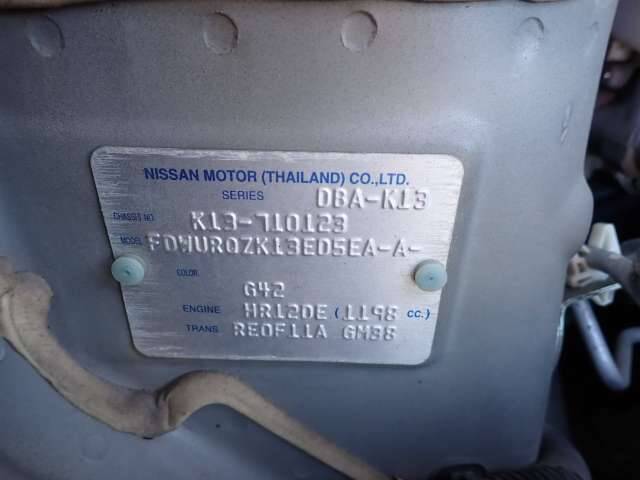 NISSAN MOTOR (THAILAND) CO.,LTD.
SERIES DBA-K13
CHASSIS NO. K13-710123
MODEL FDWURQZK13ED5EA-A-
COLOR
G42
ENGINE HR12DE (1198 CC.)
TRANS RE0F11A GM38